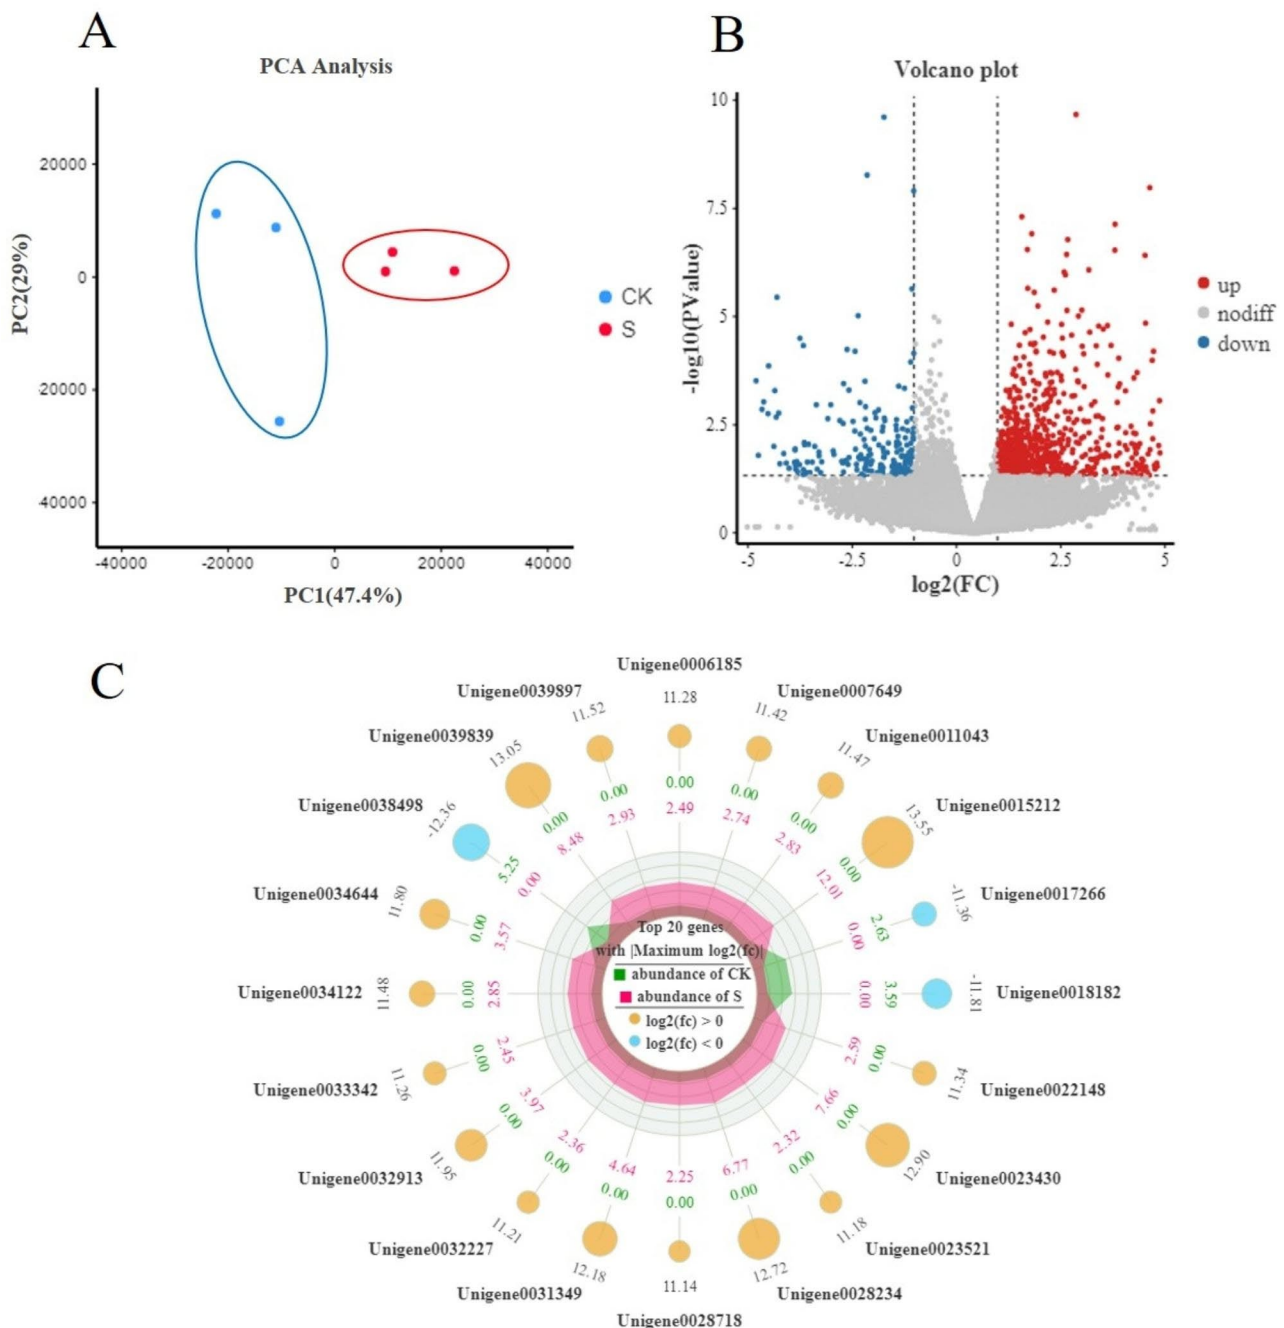 A
PCA Analysis
20000
0
-20000
-40000
PC2(29%)
-40000
-20000
0
20000
40000
PC1(47.4%)
CK
S
B
Volcano plot
10
7.5
5
2.5
0
-log10(PValue)
-5
-2.5
0
2.5
5
log2(FC)
up
nodiff
down
C
Unigene0006185
11.28
0.00
2.49
Unigene0007649
11.42
0.00
2.74
Unigene0011043
11.47
0.00
2.83
Unigene0015212
13.55
0.00
12.01
Unigene0017266
-11.36
2.63
0.00
Unigene0018182
-11.81
3.59
0.00
Unigene0022148
11.34
0.00
2.59
Unigene0023430
12.90
0.00
7.66
Unigene0023521
11.18
0.00
2.32
Unigene0028234
12.72
0.00
6.77
Unigene0028718
11.14
0.00
2.25
Unigene0031349
12.18
0.00
4.64
Unigene0032227
11.21
0.00
2.36
Unigene0032913
11.95
0.00
3.97
Unigene0033342
11.26
0.00
2.45
Unigene0034122
11.48
0.00
2.85
Unigene0034644
11.80
0.00
3.57
Unigene0038498
-12.36
5.25
0.00
Unigene0039839
13.05
0.00
8.48
Unigene0039897
11.52
0.00
2.93
Top 20 genes
with |Maximum log2(fc)|
abundance of CK
abundance of S
log2(fc) > 0
log2(fc) < 0